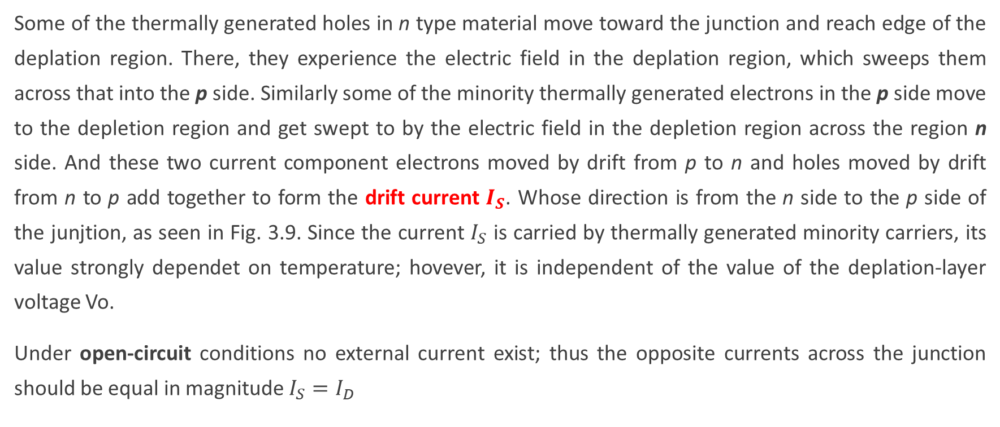 Some of the thermally generated holes in n type material move toward the junction and reach edge of the
deplation region. There, they experience the electric field in the deplation region, which sweeps them
across that into the p side. Similarly some of the minority thermally generated electrons in the p side move
to the depletion region and get swept to by the electric field in the depletion region across the region n
side. And these two current component electrons moved by drift from p to n and holes moved by drift
from n to p add together to form the drift current I_S. Whose direction is from the n side to the p side of
the junjtion, as seen in Fig. 3.9. Since the current I_S is carried by thermally generated minority carriers, its
value strongly dependet on temperature; hovever, it is independent of the value of the deplation-layer
voltage Vo.
Under open-circuit conditions no external current exist; thus the opposite currents across the junction
should be equal in magnitude I_S = I_D